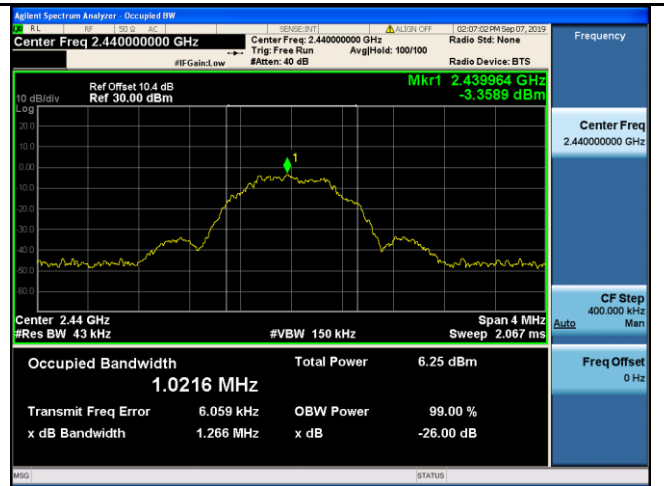 Agilent Spectrum Analyzer - Occupied BW
RL RF 50 Ω AC SENSE:INT ALIGN OFF 02:07:02 PM Sep 07, 2019
Center Freq 2.440000000 GHz Center Freq: 2.440000000 GHz Radio Std: None Frequency
Trig: Free Run Avg|Hold: 100/100
#IFGain:Low #Atten: 40 dB Radio Device: BTS
Ref Offset 10.4 dB Mkr1 2.439964 GHz
10 dB/div Ref 30.00 dBm -3.3589 dBm
Log
20.0
10.0
0.00
-10.0
-20.0
-30.0
-40.0
-50.0
-60.0
1
Center Freq
2.440000000 GHz
Center 2.44 GHz Span 4 MHz
#Res BW 43 kHz #VBW 150 kHz Sweep 2.067 ms
CF Step
400.000 kHz
Auto Man
Occupied Bandwidth Total Power 6.25 dBm
1.0216 MHz
Freq Offset
0 Hz
Transmit Freq Error 6.059 kHz OBW Power 99.00 %
x dB Bandwidth 1.266 MHz x dB -26.00 dB
MSG STATUS